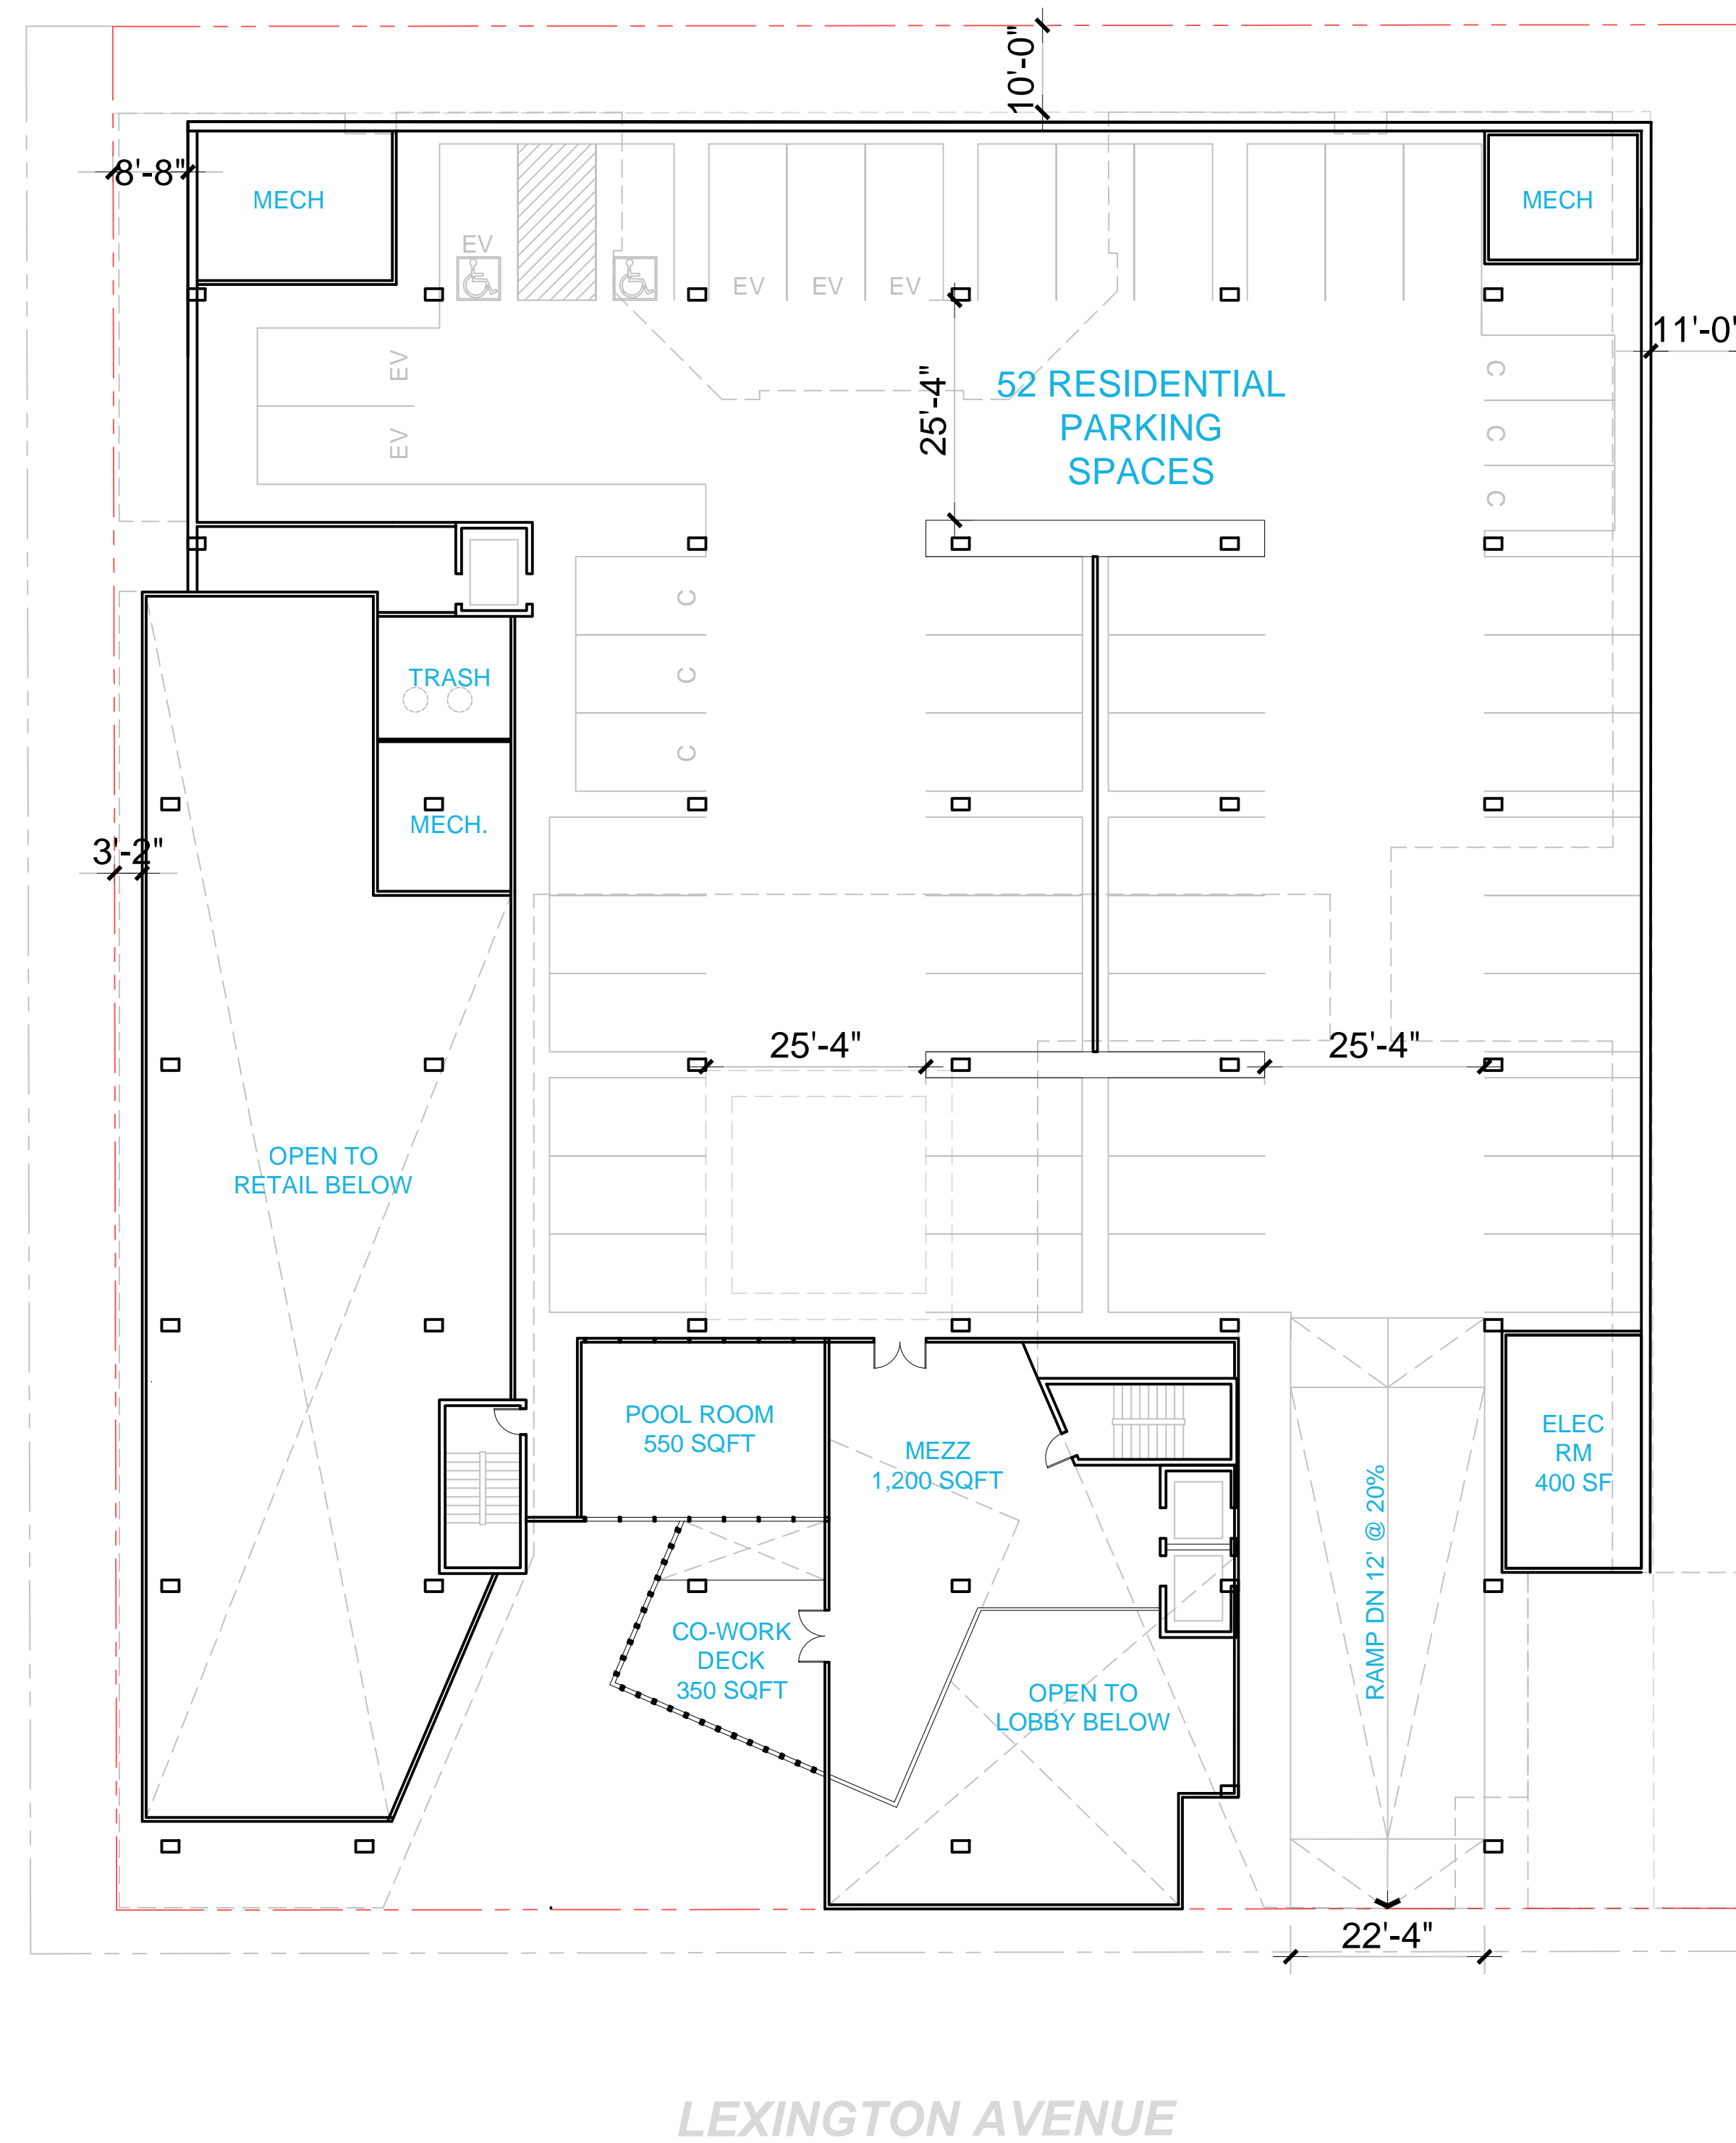 10'-0"
8'-8"
MECH
MECH
EV
EV
EV
EV
11'-0"
EV
C
25'-4"
52 RESIDENTIAL
PARKING
SPACES
EV
C
C
C
TRASH
C
C
MECH.
3'-2"
25'-4"
25'-4"
OPEN TO
RETAIL BELOW
POOL ROOM
550 SQFT
MEZZ
1,200 SQFT
ELEC
RM
400 SF
RAMP DN 12' @ 20%
CO-WORK
DECK
350 SQFT
OPEN TO
LOBBY BELOW
22'-4"
LEXINGTON AVENUE